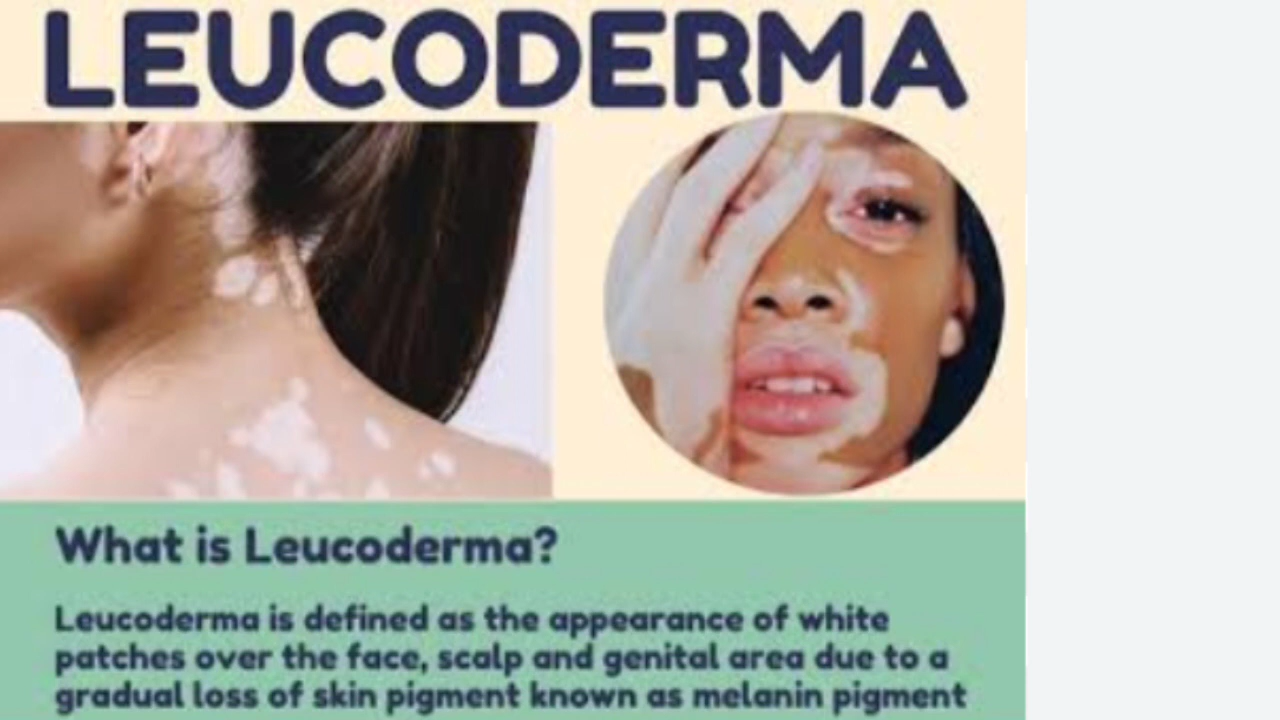 LEUCODERMA
What is Leucoderma?
Leucoderma is defined as the appearance of white
patches over the face, scalp and genital area due to a
gradual loss of skin pigment known as melanin pigment